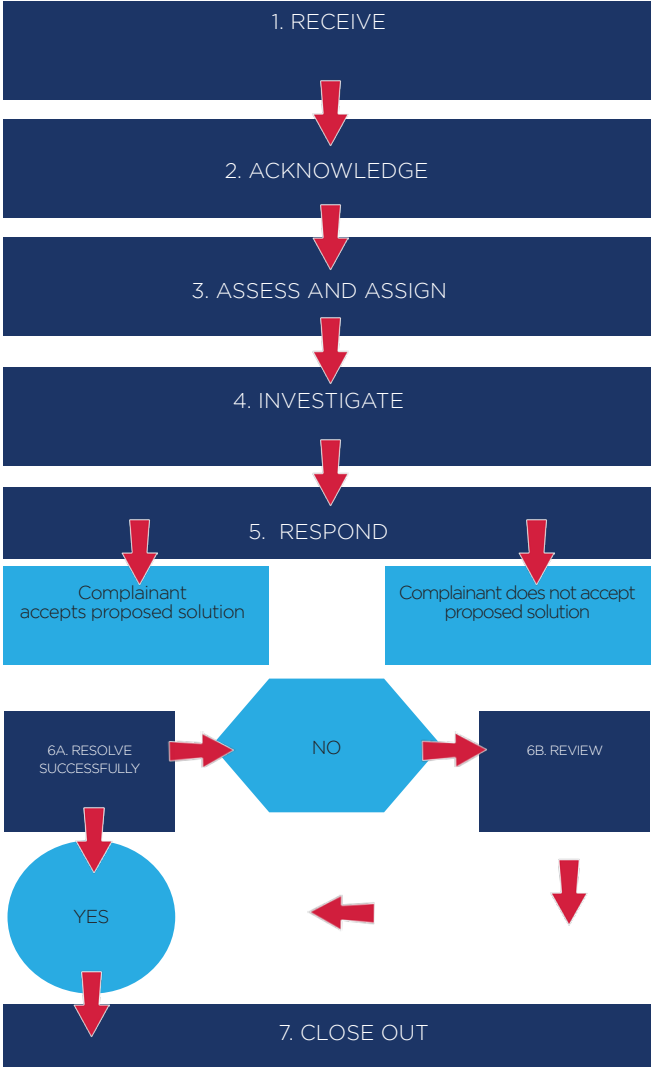 1. RECEIVE
2. ACKNOWLEDGE
3. ASSESS AND ASSIGN
4. INVESTIGATE
5. RESPOND
Complainant
accepts proposed solution
Complainant does not accept
proposed solution
6A. RESOLVE
SUCCESSFULLY
NO
6B. REVIEW
YES
7. CLOSE OUT